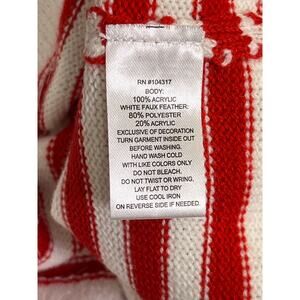 RN #104317
BODY:
100% ACRYLIC
WHITE FAUX FEATHER:
80% POLYESTER
20% ACRYLIC
EXCLUSIVE OF DECORATION
TURN GARMENT INSIDE OUT
BEFORE WASHING.
HAND WASH COLD
WITH LIKE COLORS ONLY
DO NOT BLEACH.
DO NOT TWIST OR WRING,
LAY FLAT TO DRY
USE COOL IRON
ON REVERSE SIDE IF NEEDED.